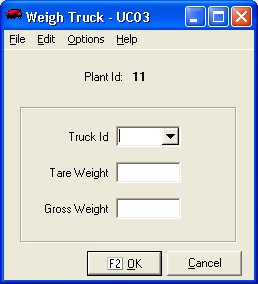 Weigh Truck - UC03
File Edit Options Help
Plant Id: 11
Truck Id
Tare Weight
Gross Weight
F2 OK Cancel